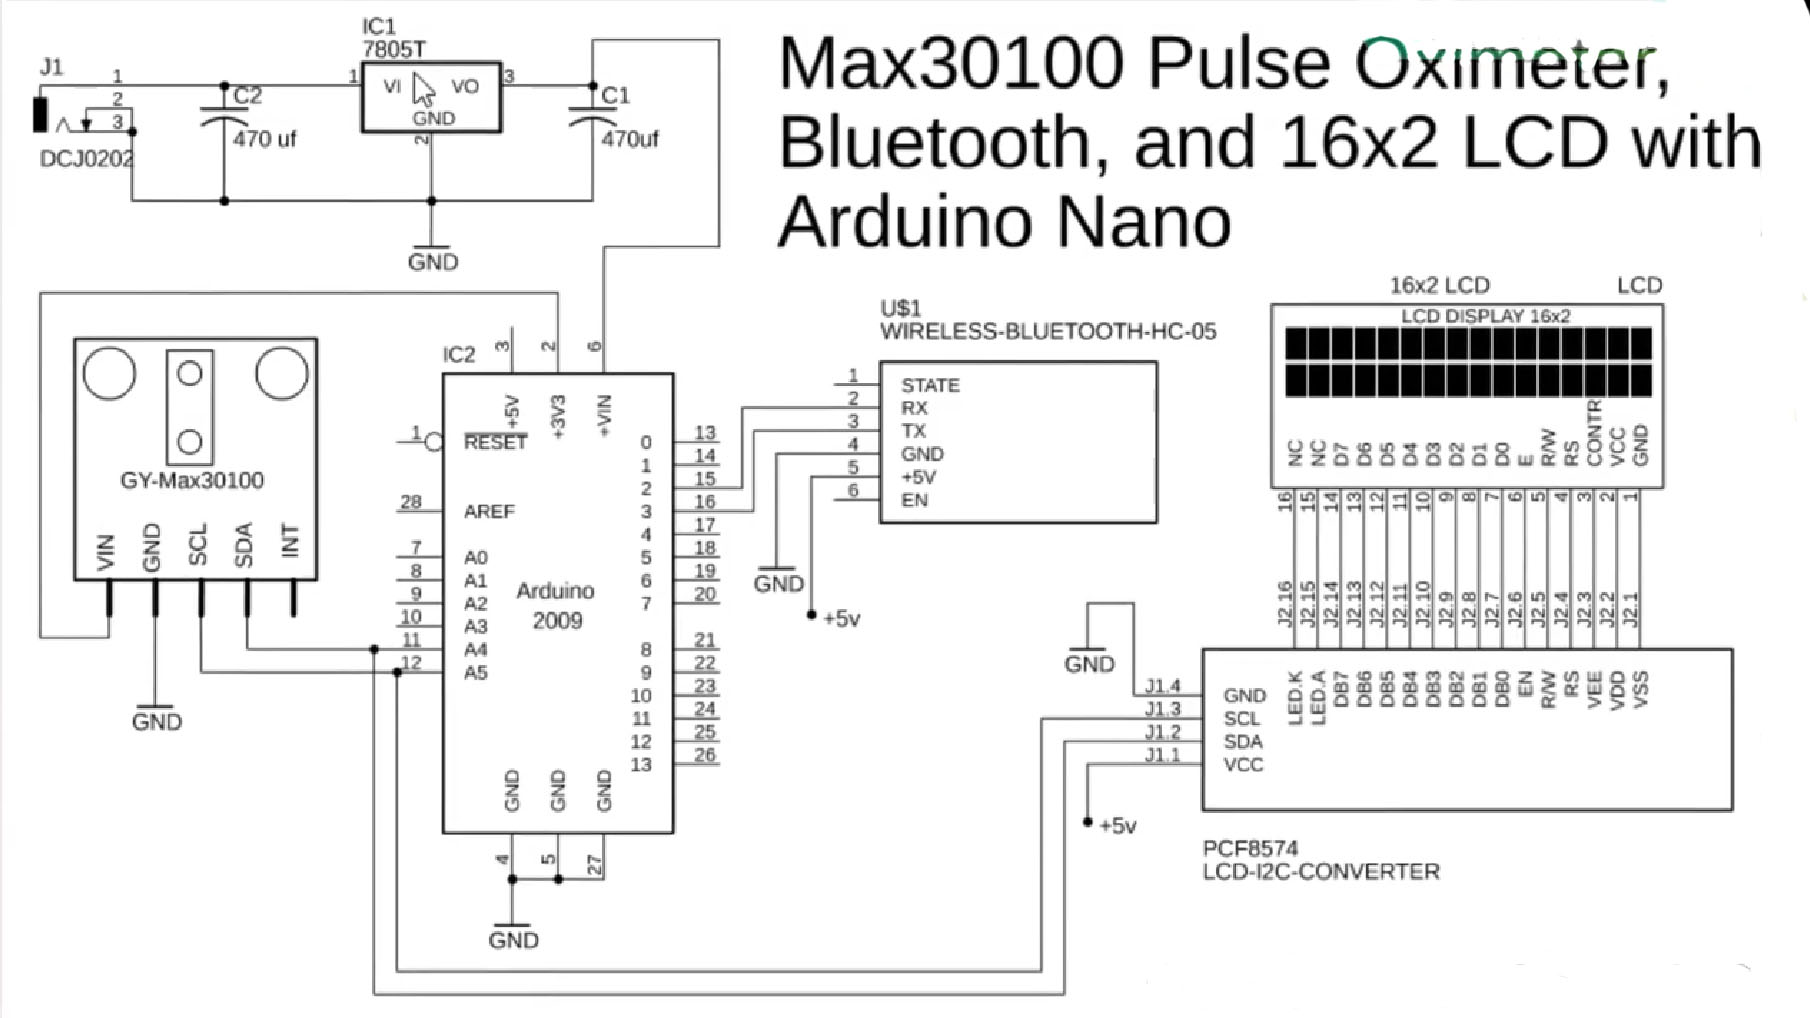 Max30100 Pulse Oximeter,
Bluetooth, and 16x2 LCD with
Arduino Nano
IC1
7805T
J1
1
2
3
DCJ0202
C2
470 uf
1
VI
VO
GND
3
2
C1
470uf
GND
GY-Max30100
VIN
GND
SCL
SDA
INT
GND
IC2
3
2
6
+5V
+3V3
+VIN
1
RESET
28
AREF
7
A0
8
A1
9
A2
10
A3
11
A4
12
A5
Arduino
2009
0
13
1
14
2
15
3
16
4
17
5
18
6
19
7
20
8
21
9
22
10
23
11
24
12
25
13
26
GND
GND
GND
4
5
27
GND
U$1
WIRELESS-BLUETOOTH-HC-05
1
STATE
2
RX
3
TX
4
GND
5
+5V
6
EN
GND
+5v
16x2 LCD
LCD
LCD DISPLAY 16x2
NC
NC
D7
D6
D5
D4
D3
D2
D1
D0
E
R/W
RS
CONTR
VCC
GND
16
15
14
13
12
11
10
9
8
7
6
5
4
3
2
1
J2.16
J2.15
J2.14
J2.13
J2.12
J2.11
J2.10
J2.9
J2.8
J2.7
J2.6
J2.5
J2.4
J2.3
J2.2
J2.1
LED.K
LED.A
DB7
DB6
DB5
DB4
DB3
DB2
DB1
DB0
EN
R/W
RS
VEE
VDD
VSS
GND
J1.4
GND
J1.3
SCL
J1.2
SDA
J1.1
VCC
+5v
PCF8574
LCD-I2C-CONVERTER